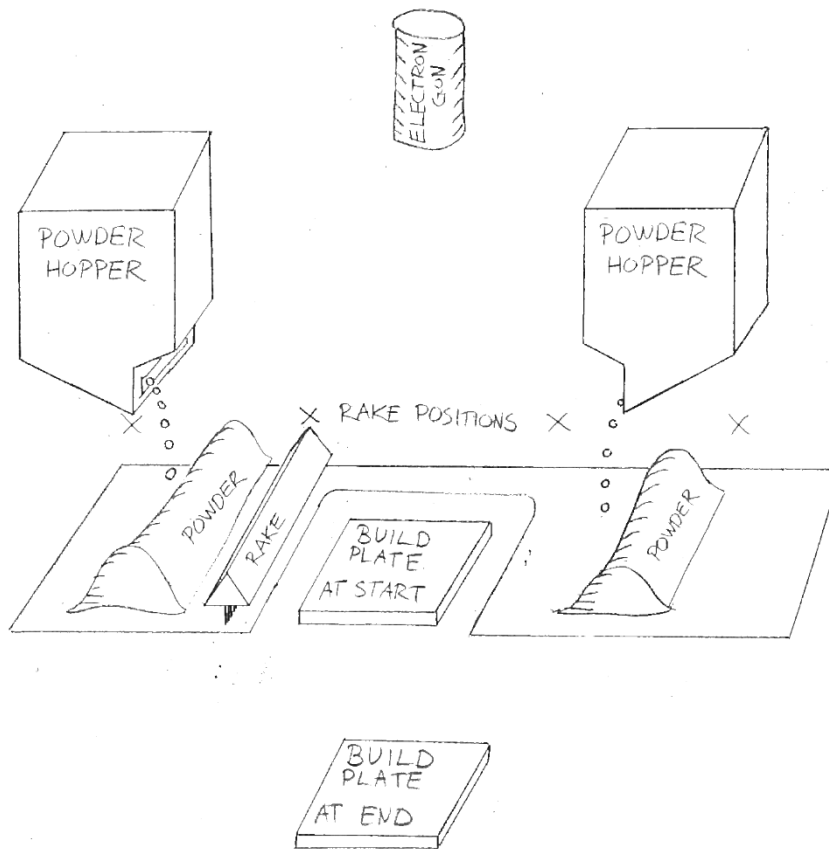 ELECTRON
GUN
POWDER
HOPPER
POWDER
HOPPER
RAKE POSITIONS
POWDER
RAKE
BUILD
PLATE
AT START
POWDER
BUILD
PLATE
AT END